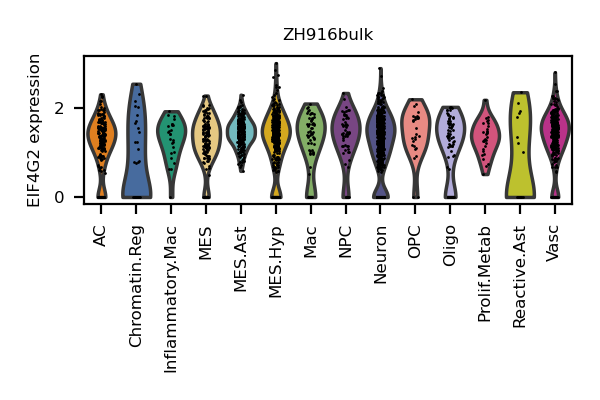 ZH916bulk
EIF4G2 expression
2
0
AC
Chromatin.Reg
Inflammatory.Mac
MES
MES.Ast
MES.Hyp
Mac
NPC
Neuron
OPC
Oligo
Prolif.Metab
Reactive.Ast
Vasc